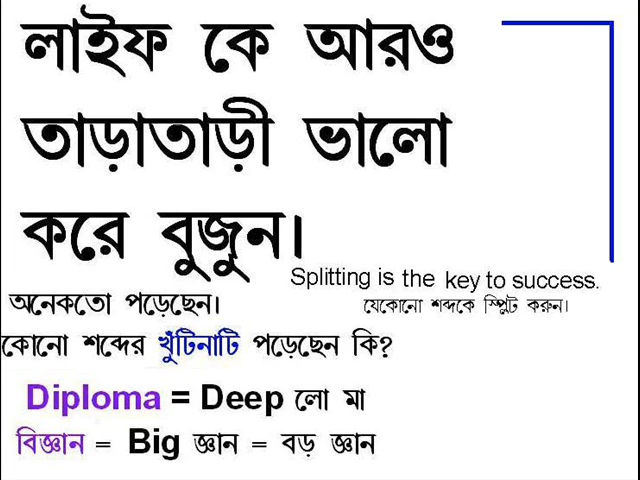 লাইফ কে আরও
তাড়াতাড়ী ভালো
করে বুজুন।
Splitting is the key to success.
অনেকতো পড়েছেন।
যেকোনো শব্দকে স্প্লিট করুন।
কোনো শব্দের খুঁটিনাটি পড়েছেন কি?
Diploma = Deep লো মা
বিজ্ঞান = Big জ্ঞান = বড় জ্ঞান